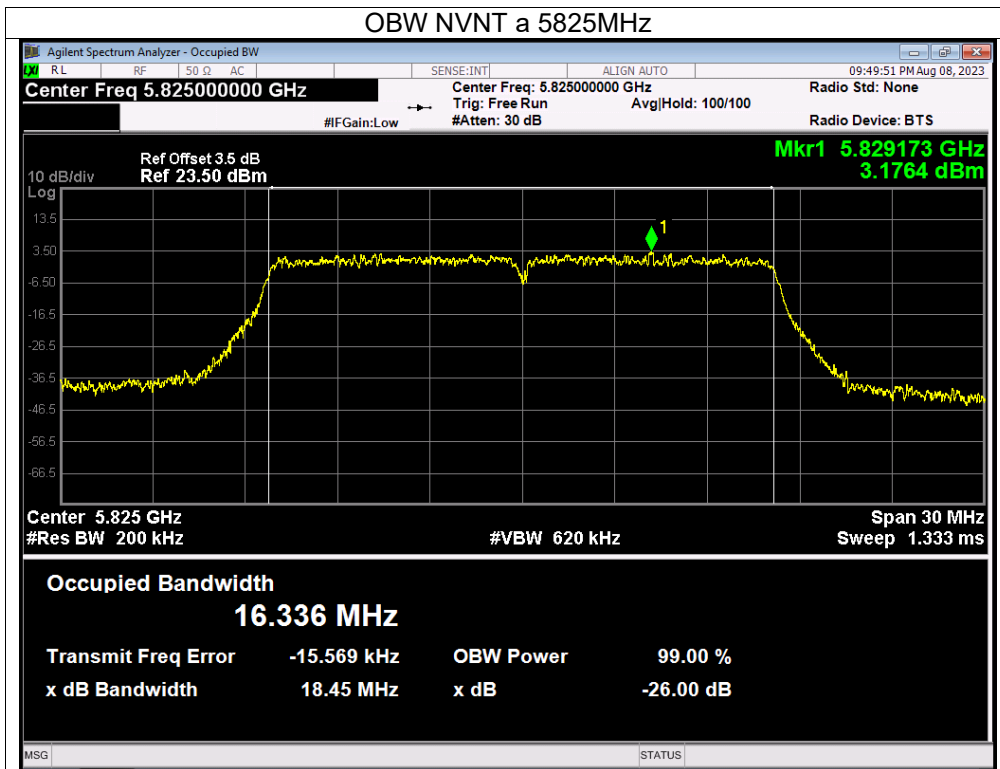 OBW NVNT a 5825MHz
Agilent Spectrum Analyzer - Occupied BW
LXI RL RF 50 Ω AC SENSE:INT ALIGN AUTO 09:49:51 PM Aug 08, 2023
Center Freq 5.825000000 GHz Center Freq: 5.825000000 GHz Radio Std: None
Trig: Free Run Avg|Hold: 100/100
#IFGain:Low #Atten: 30 dB Radio Device: BTS
Mkr1 5.829173 GHz
3.1764 dBm
Ref Offset 3.5 dB
10 dB/div Ref 23.50 dBm
Log
13.5
1
3.50
-6.50
-16.5
-26.5
-36.5
-46.5
-56.5
-66.5
Center 5.825 GHz Span 30 MHz
#Res BW 200 kHz #VBW 620 kHz Sweep 1.333 ms
Occupied Bandwidth
16.336 MHz
Transmit Freq Error -15.569 kHz OBW Power 99.00 %
x dB Bandwidth 18.45 MHz x dB -26.00 dB
MSG STATUS